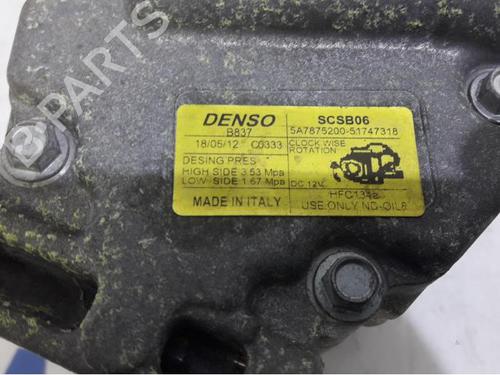 DENSO
B837
18/05/12 C0333
DESING PRES
HIGH SIDE 3.53 Mpa
LOW SIDE 1.67 Mpa
MADE IN ITALY
SCSB06
5A7875200-51747318
CLOCK WISE
ROTATION
DC 12V
HFC134a
USE ONLY ND-OIL8